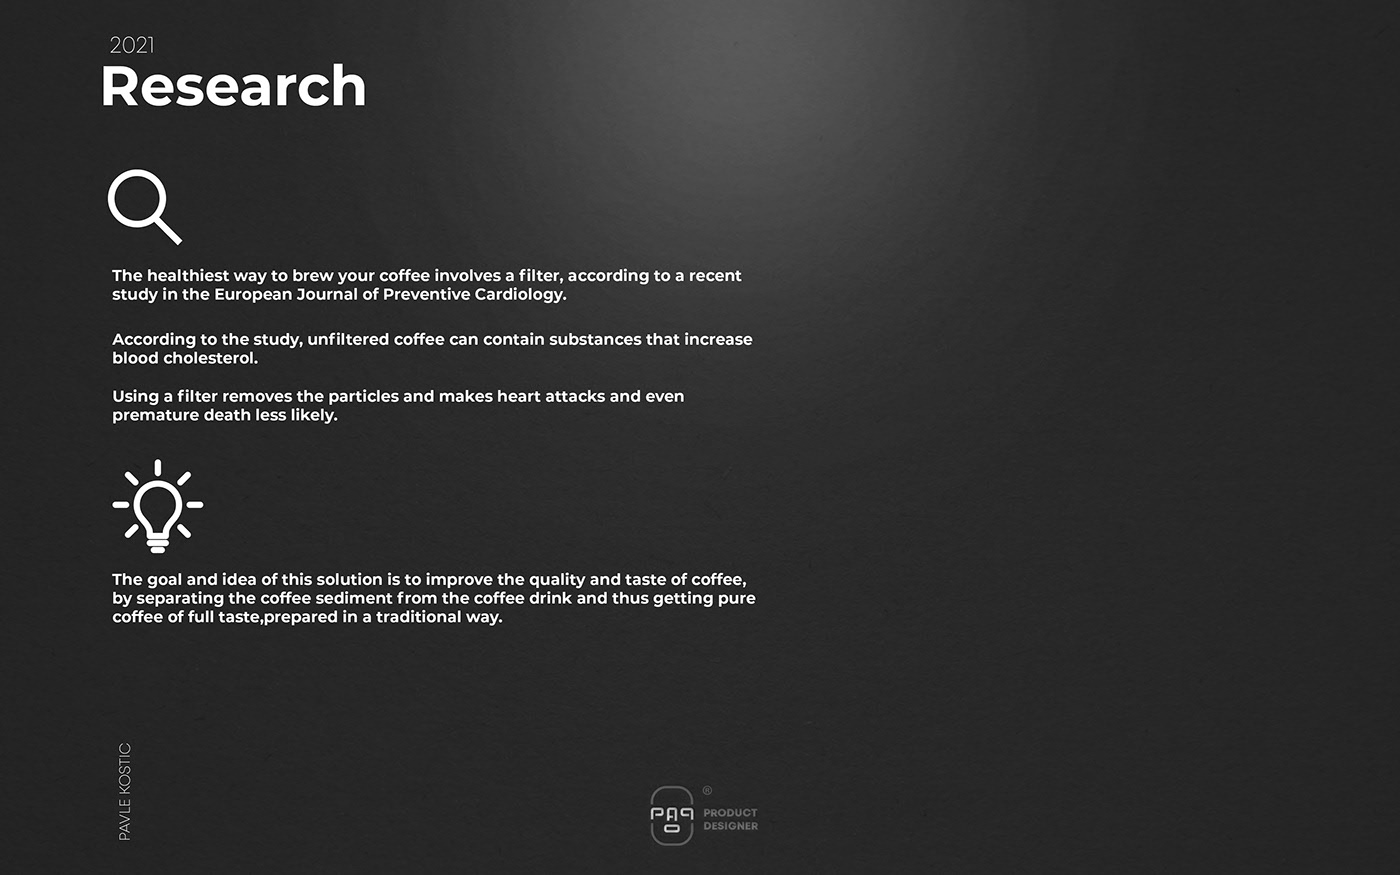 2021
Research
The healthiest way to brew your coffee involves a filter, according to a recent
study in the European Journal of Preventive Cardiology.
According to the study, unfiltered coffee can contain substances that increase
blood cholesterol.
Using a filter removes the particles and makes heart attacks and even
premature death less likely.
The goal and idea of this solution is to improve the quality and taste of coffee,
by separating the coffee sediment from the coffee drink and thus getting pure
coffee of full taste,prepared in a traditional way.
PAVLE KOSTIC
®
PRODUCT
DESIGNER